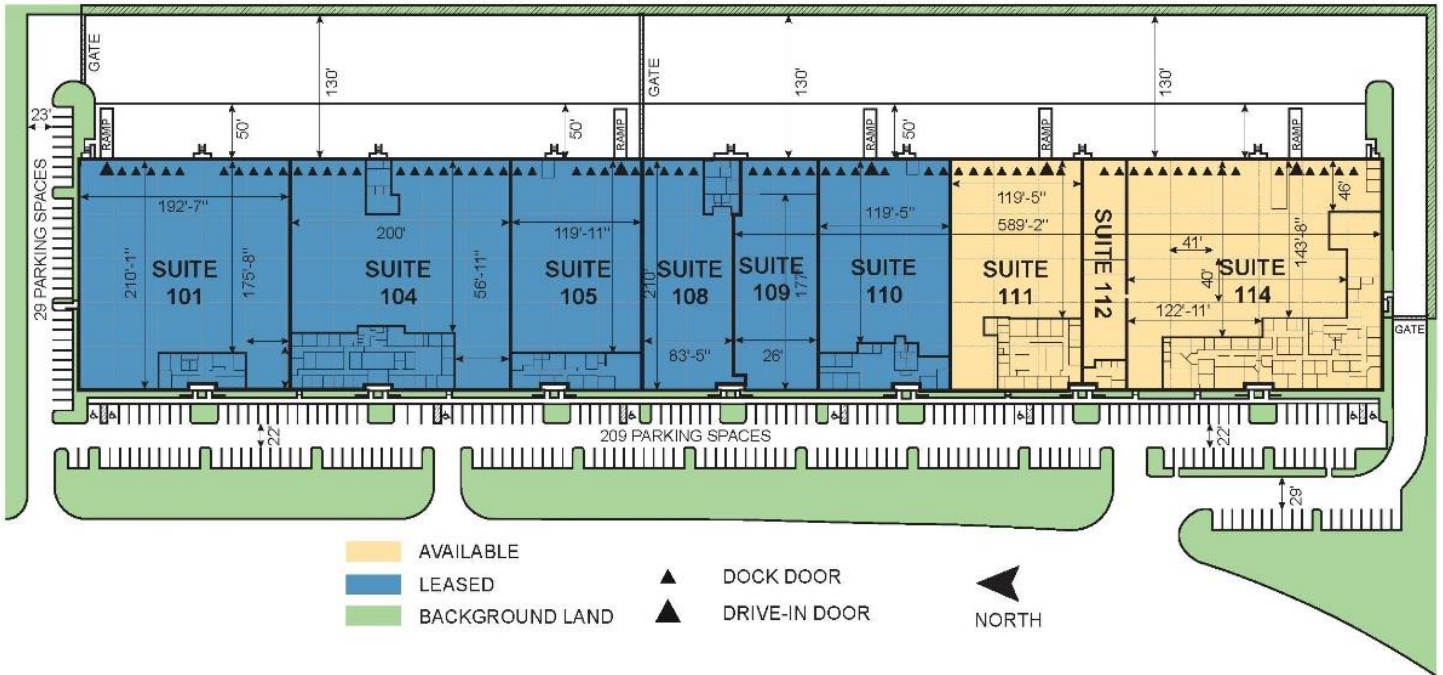 GATE
130'
GATE
130'
130'
23'
RAMP
50'
RAMP
RAMP
50'
RAMP
RAMP
50'
29 PARKING SPACES
192'-7"
210'-1"
175'-8"
SUITE
101
200'
56'-11"
SUITE
104
119'-11"
SUITE
105
210'
SUITE
108
83'-5"
SUITE
109
177'
26'
119'-5"
SUITE
110
119'-5"
589'-2"
SUITE
111
SUITE 112
46'
143'-8"
41'
40'
SUITE
114
122'-11'
GATE
22'
209 PARKING SPACES
22'
29'
AVAILABLE
LEASED
BACKGROUND LAND
DOCK DOOR
DRIVE-IN DOOR
NORTH